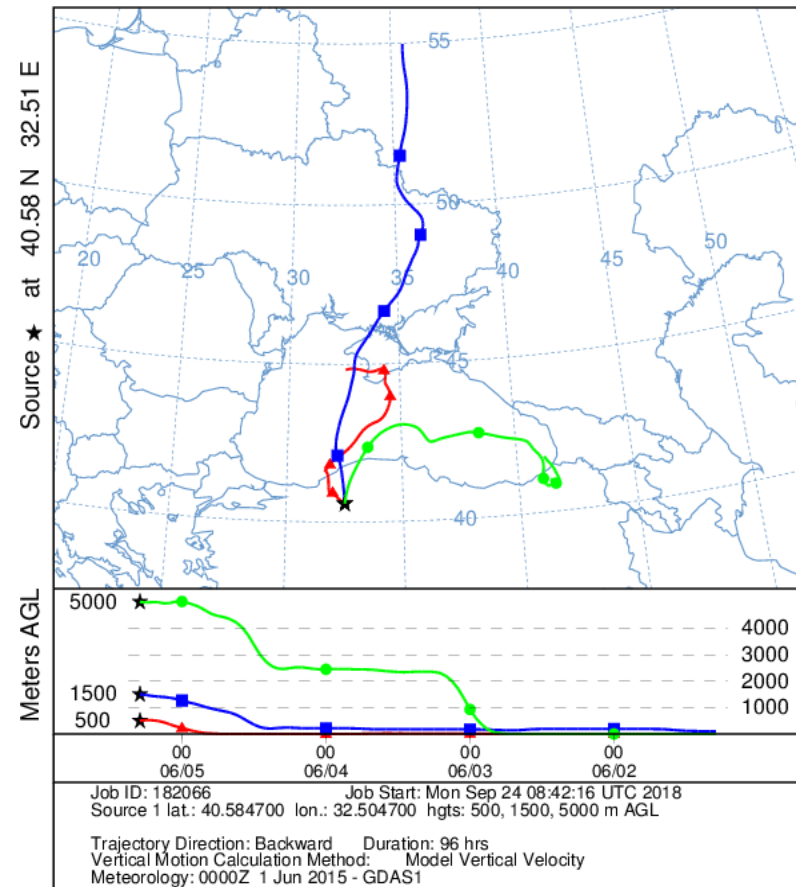 Source ★ at 40.58 N 32.51 E
55
50
50
20
25
30
35
40
45
45
40
Meters AGL
5000
4000
3000
2000
1500
1000
500
00 00 00 00
06/05 06/04 06/03 06/02
Job ID: 182066 Job Start: Mon Sep 24 08:42:16 UTC 2018
Source 1 lat.: 40.584700 lon.: 32.504700 hgts: 500, 1500, 5000 m AGL
Trajectory Direction: Backward Duration: 96 hrs
Vertical Motion Calculation Method: Model Vertical Velocity
Meteorology: 0000Z 1 Jun 2015 - GDAS1